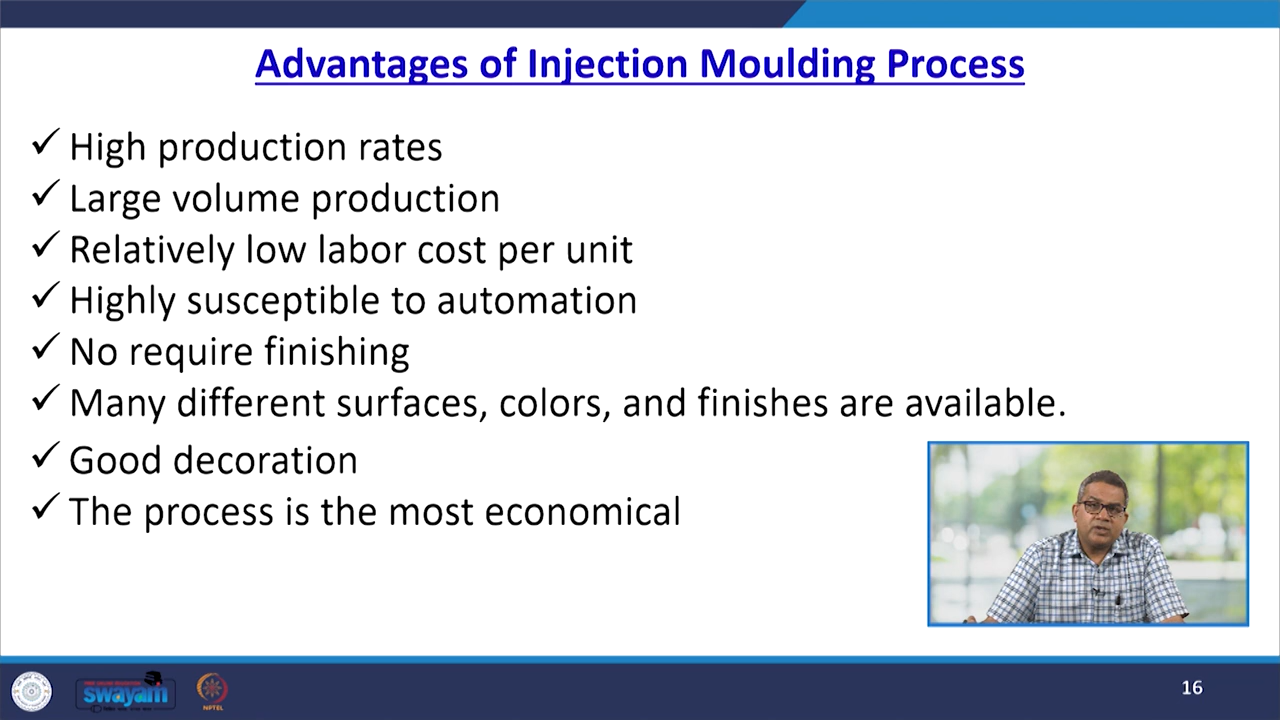 Advantages of Injection Moulding Process
✓ High production rates
✓ Large volume production
✓ Relatively low labor cost per unit
✓ Highly susceptible to automation
✓ No require finishing
✓ Many different surfaces, colors, and finishes are available.
✓ Good decoration
✓ The process is the most economical
swayam
NPTEL
16